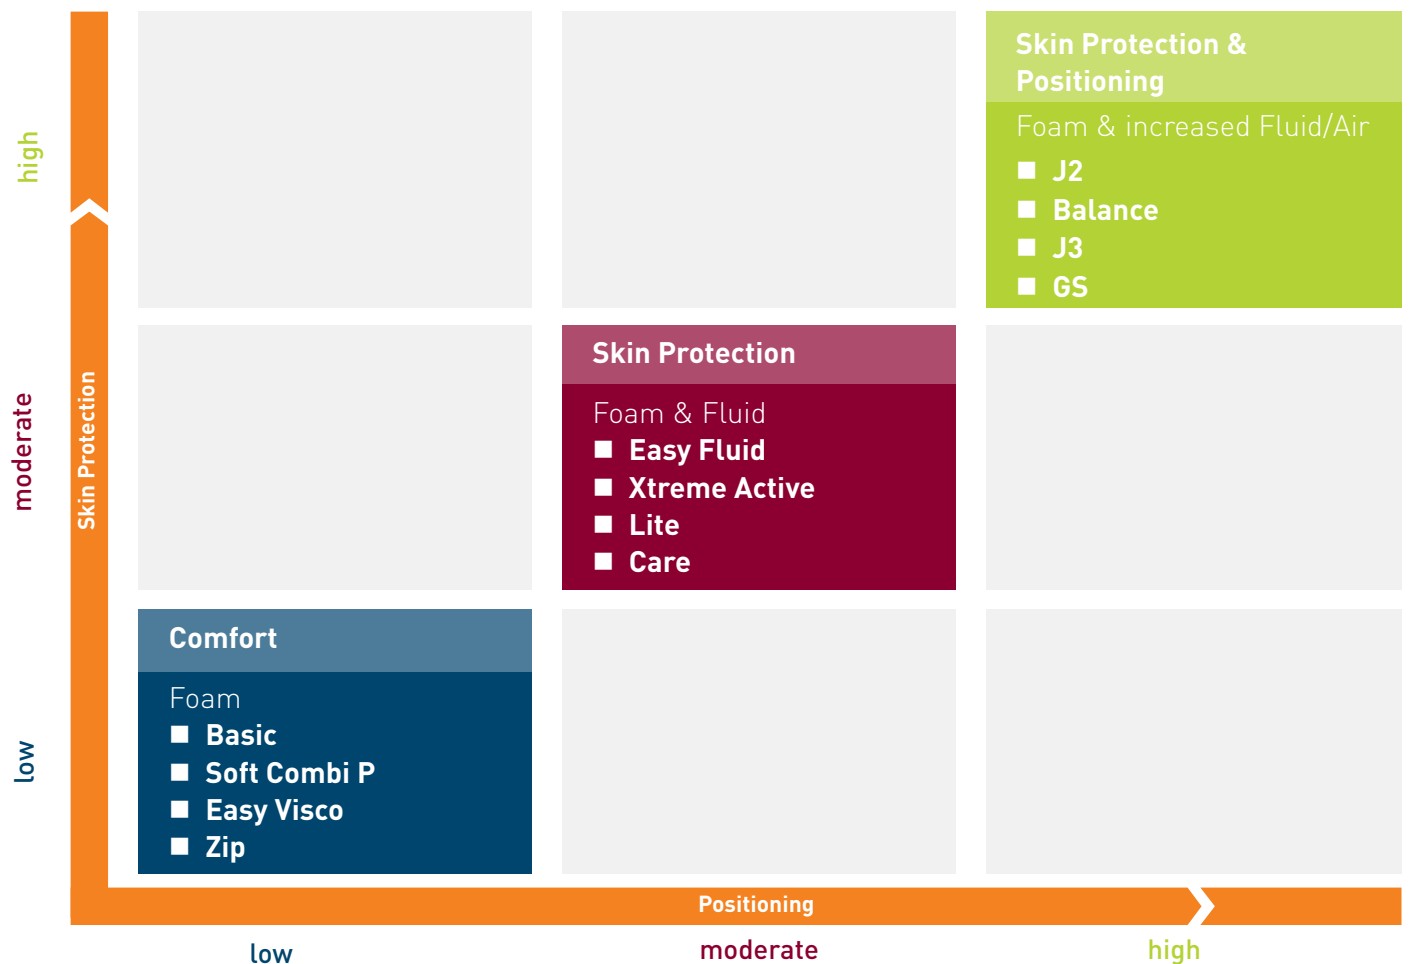 high
Skin Protection &
Positioning
Foam & increased Fluid/Air
J2
Balance
J3
GS
moderate
Skin Protection
Skin Protection
Foam & Fluid
Easy Fluid
Xtreme Active
Lite
Care
low
Comfort
Foam
Basic
Soft Combi P
Easy Visco
Zip
Positioning
low
moderate
high